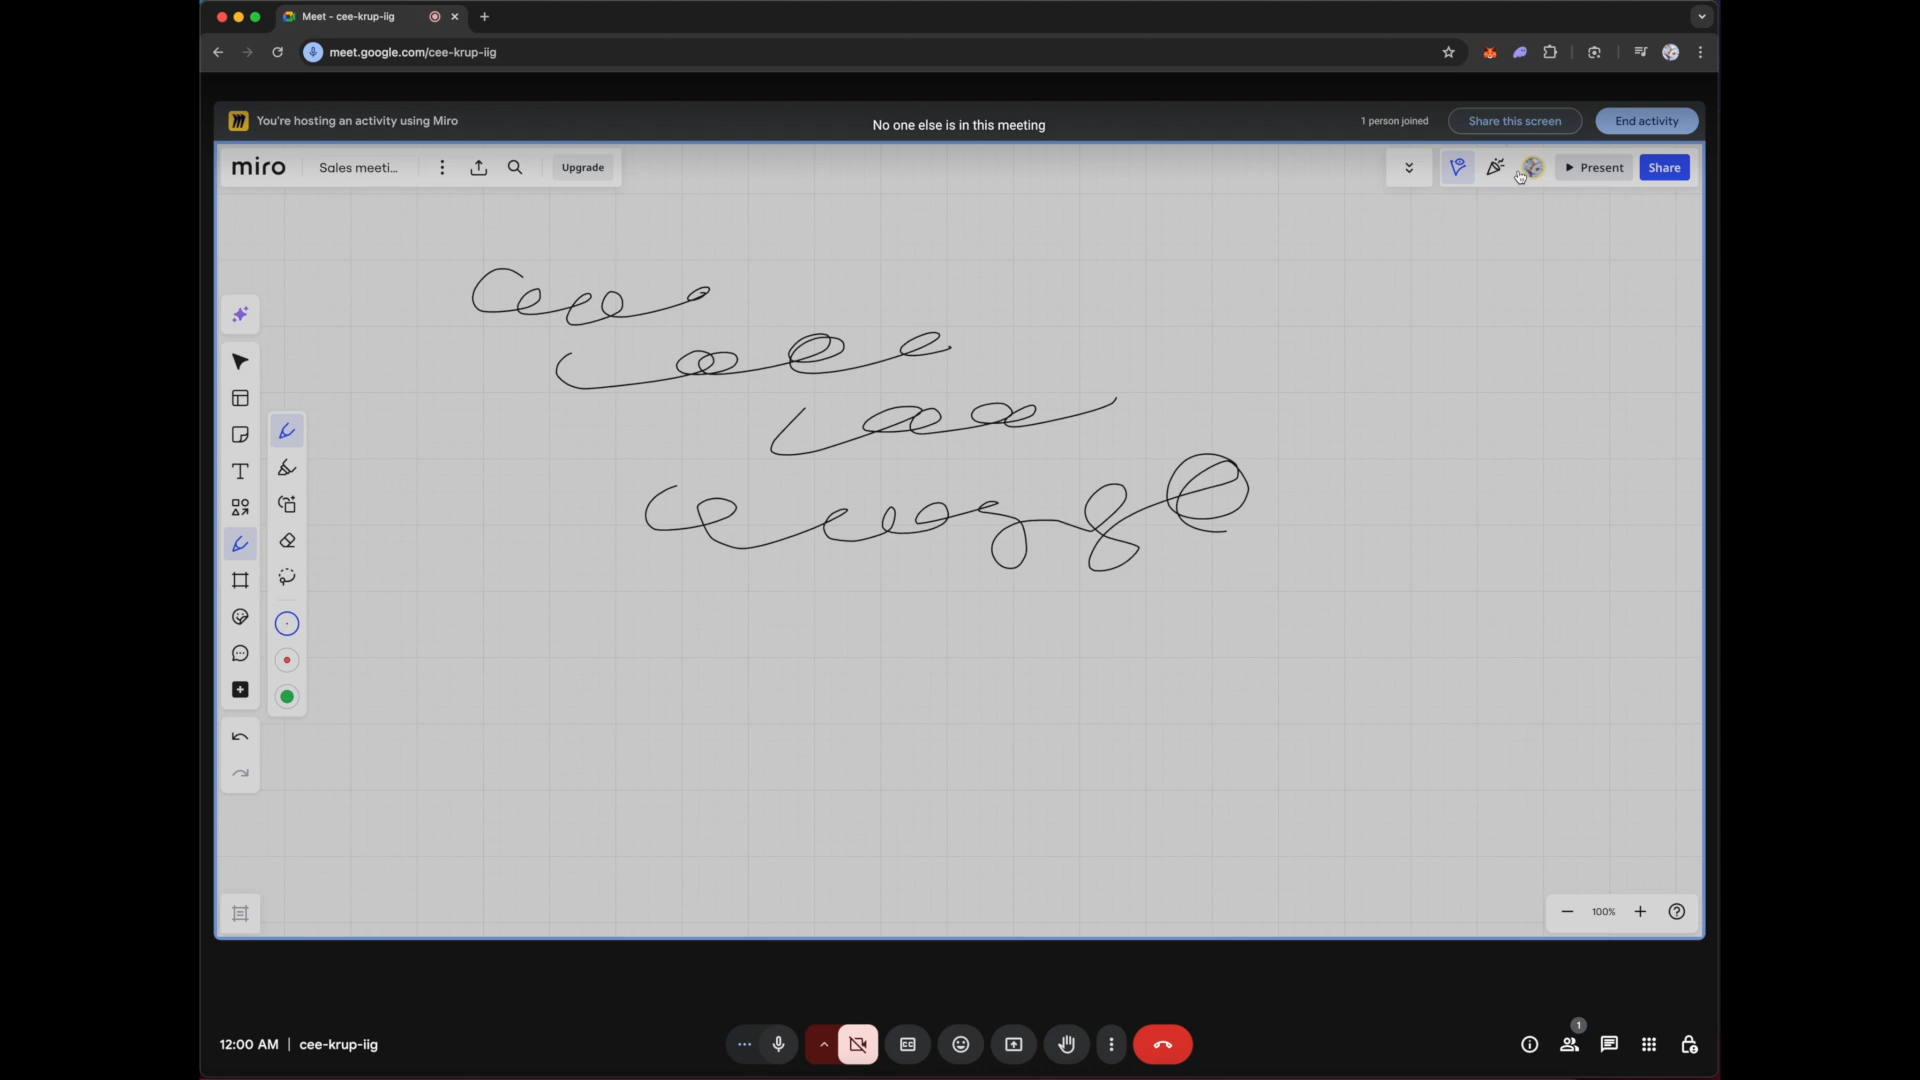 Meet - cee-krup-iig
meet.google.com/cee-krup-iig
You're hosting an activity using Miro
No one else is in this meeting
1 person joined
Share this screen
End activity
miro
Sales meeti...
Upgrade
Present
Share
100%
12:00 AM | cee-krup-iig
1